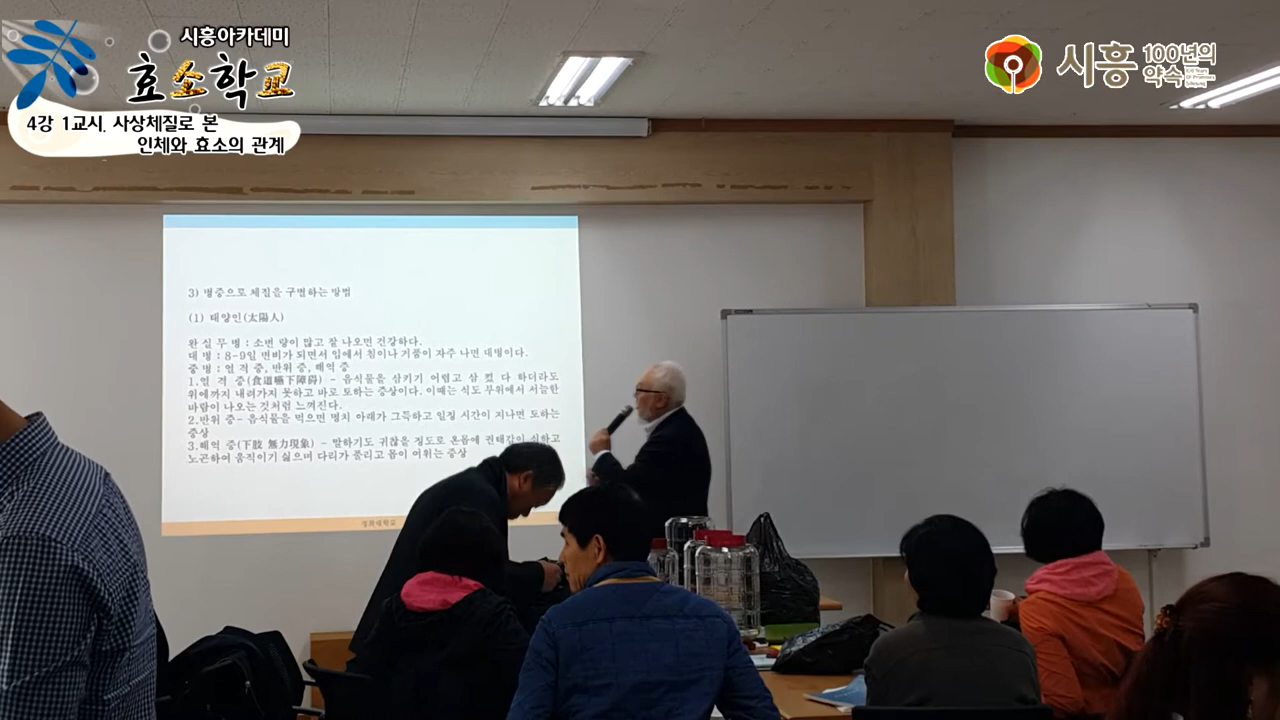 시흥아카데미
효소학교
4강 1교시. 사상체질로 본
인체와 효소의 관계
시흥 100년의
약속
3) 병증으로 체질을 구별하는 방법
(1) 태양인(太陽人)
완 실 무 병 : 소변 량이 많고 잘 나오면 건강하다.
대 병 : 8-9일 변비가 되면서 입에서 침이나 거품이 자주 나면 대병이다.
중 병 : 열 격 증, 반위 증, 해역 증
1.열 격 증(食道嚥下障碍) - 음식물을 삼키기 어렵고 삼 켰 다 하더라도
위에까지 내려가지 못하고 바로 토하는 증상이다. 이때는 식도 부위에서 서늘한
바람이 나오는 것처럼 느껴진다.
2.반위 증- 음식물을 먹으면 명치 아래가 그득하고 일정 시간이 지나면 토하는
증상
3.해역 증(下肢 無力現象) - 말하기도 귀찮을 정도로 온몸에 권태감이 심하고
노곤하여 움직이기 싫으며 다리가 풀리고 몸이 여위는 증상